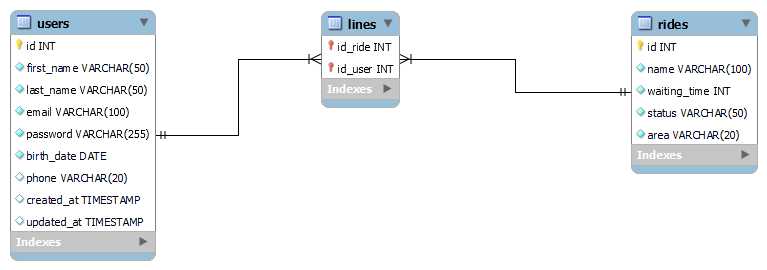 users
id INT
first_name VARCHAR(50)
last_name VARCHAR(50)
email VARCHAR(100)
password VARCHAR(255)
birth_date DATE
phone VARCHAR(20)
created_at TIMESTAMP
updated_at TIMESTAMP
Indexes
lines
id_ride INT
id_user INT
Indexes
rides
id INT
name VARCHAR(100)
waiting_time INT
status VARCHAR(50)
area VARCHAR(20)
Indexes